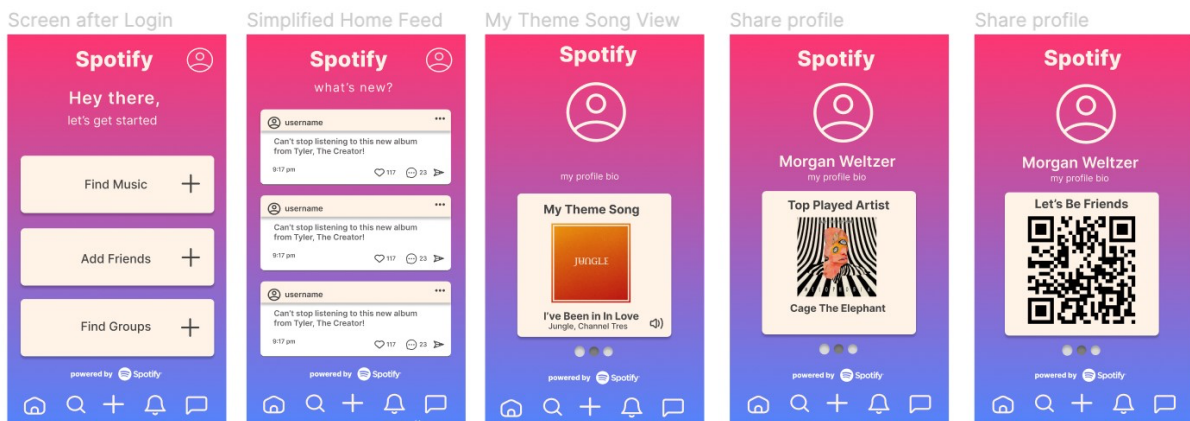 Screen after Login
Spotify
Hey there,
let's get started
Find Music
Add Friends
Find Groups
powered by Spotify
Simplified Home Feed
Spotify
what's new?
username
Can't stop listening to this new album
from Tyler, The Creator!
9:17 pm
117
23
username
Can't stop listening to this new album
from Tyler, The Creator!
9:17 pm
117
23
username
Can't stop listening to this new album
from Tyler, The Creator!
9:17 pm
117
23
powered by Spotify
My Theme Song View
Spotify
my profile bio
My Theme Song
JUNGLE
I've Been in In Love
Jungle, Channel Tres
powered by Spotify
Share profile
Spotify
Morgan Weltzer
my profile bio
Top Played Artist
Cage The Elephant
powered by Spotify
Share profile
Spotify
Morgan Weltzer
my profile bio
Let's Be Friends
powered by Spotify